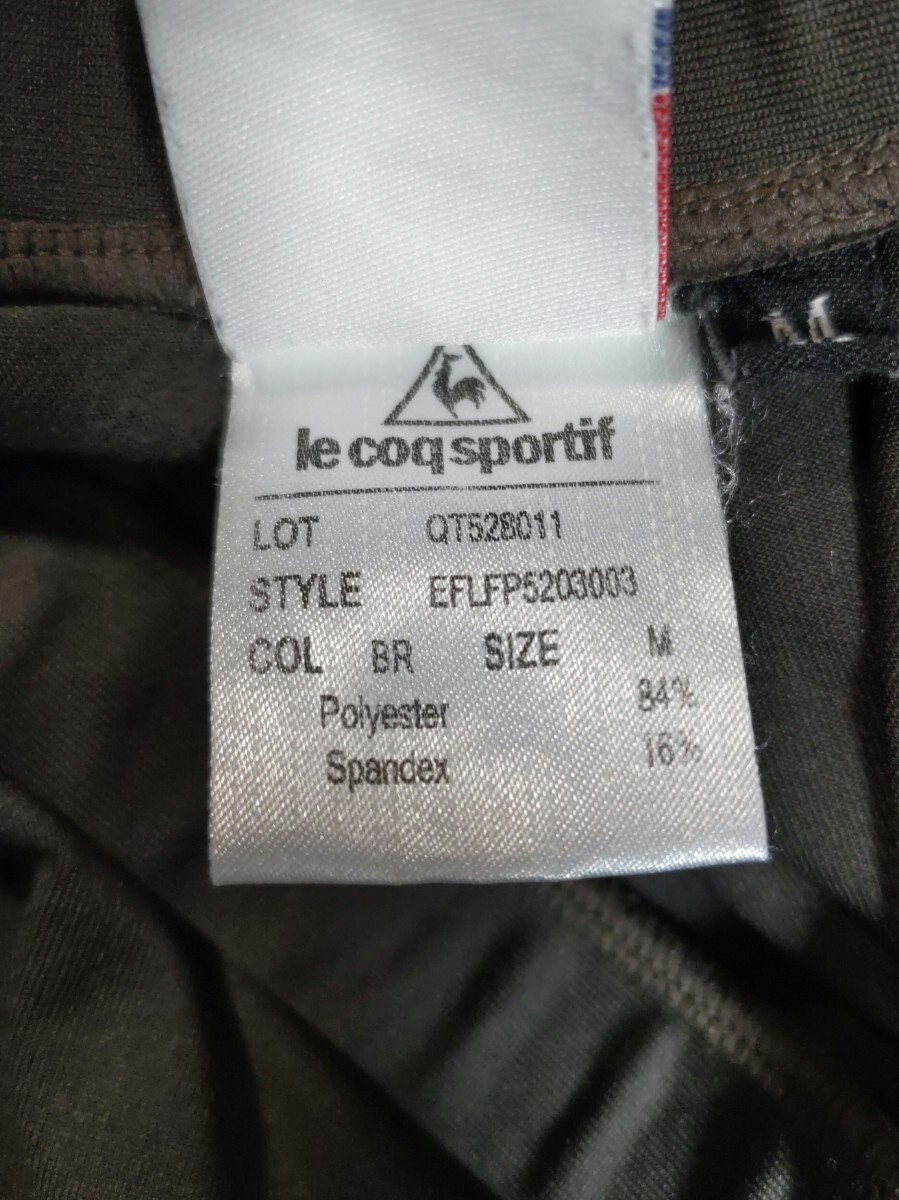 M
le coq sportif
LOT QT528011
STYLE EFLFP5203003
COL BR SIZE M
Polyester 84%
Spandex 16%